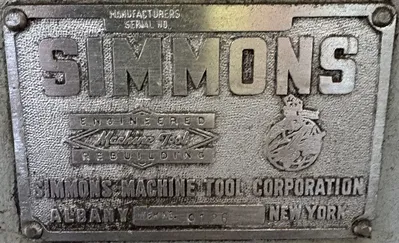 MANUFACTURERS
SERIAL NO.
SIMMONS
ENGINEERED
Machine Tool
REBUILDING
SIMMONS MACHINE TOOL CORPORATION
ALBANY NEW YORK